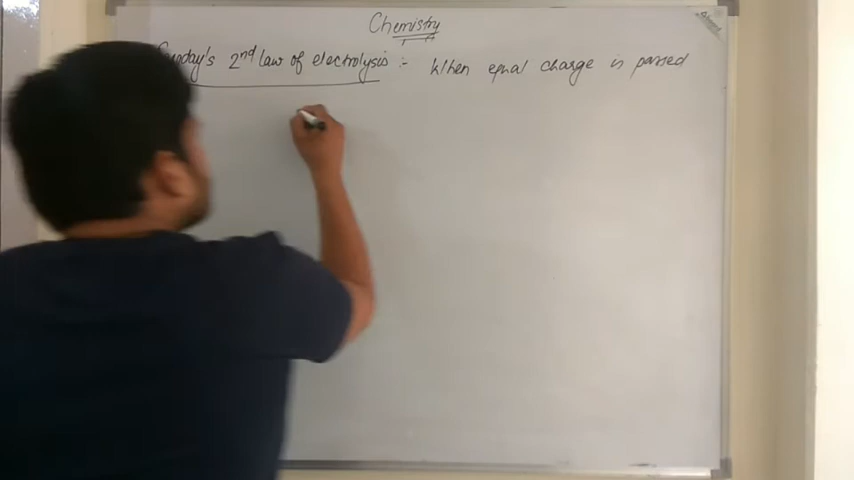 Chemistry
2nd law of electrolysis :- When equal charge is passed